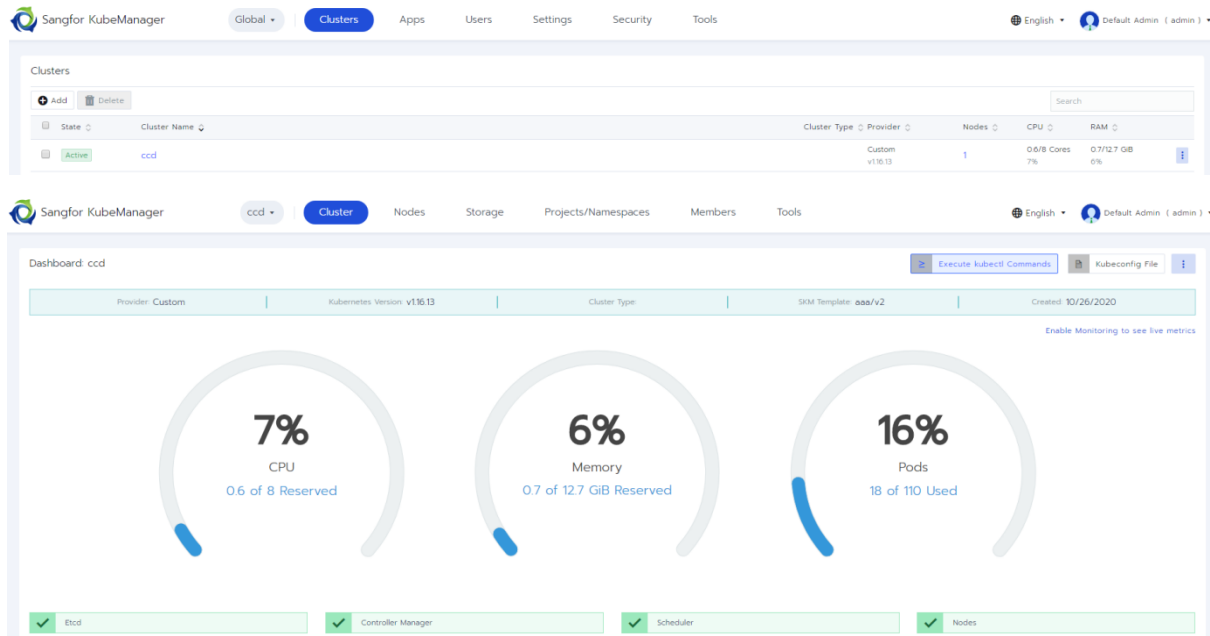 Sangfor KubeManager Global Clusters Apps Users Settings Security Tools English Default Admin ( admin )
Clusters
Add Delete Search
State Cluster Name Cluster Type Provider Nodes CPU RAM
Active ccd Custom 1 0.6/8 Cores 0.7/12.7 GiB
v1.16.13 7% 6%
Sangfor KubeManager ccd Cluster Nodes Storage Projects/Namespaces Members Tools English Default Admin ( admin )
Dashboard: ccd Execute kubectl Commands Kubeconfig File
Provider: Custom Kubernetes Version: v1.16.13 Cluster Type: SKM Template: aaa/v2 Created: 10/26/2020
Enable Monitoring to see live metrics
7% 6% 16%
CPU Memory Pods
0.6 of 8 Reserved 0.7 of 12.7 GiB Reserved 18 of 110 Used
Etcd Controller Manager Scheduler Nodes